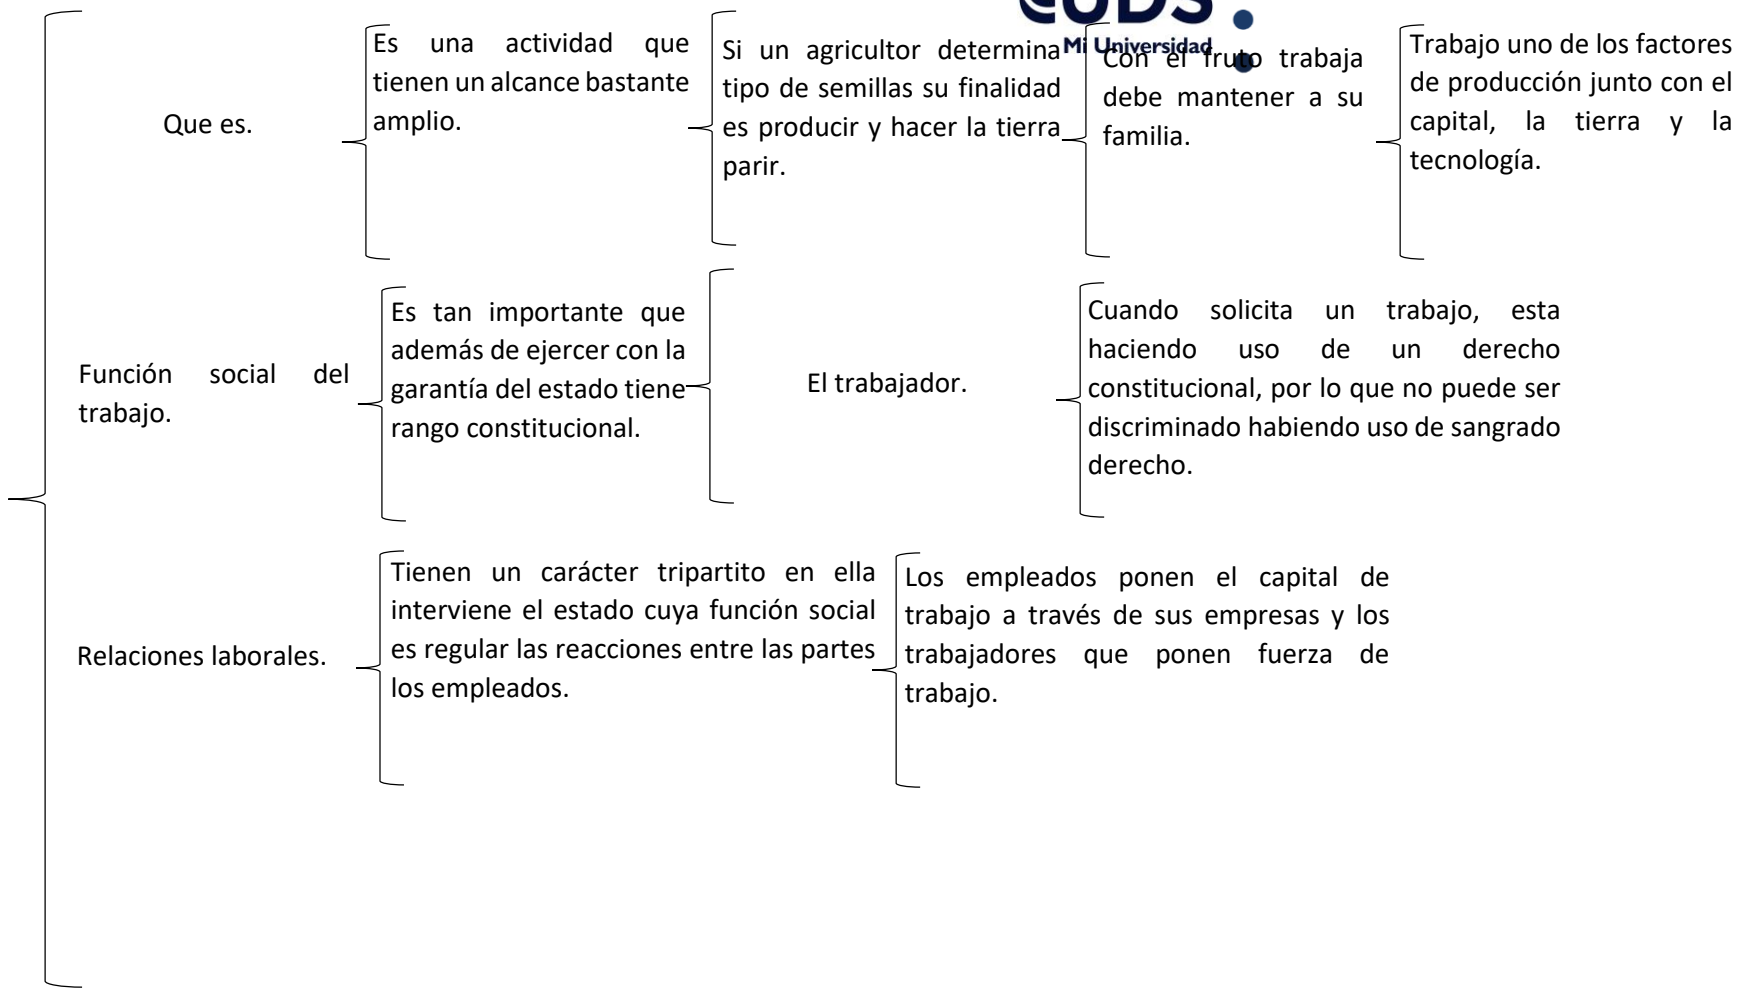 UDS
Mi Universidad
Que es.
Es una actividad que
tienen un alcance bastante
amplio.
Si un agricultor determina
tipo de semillas su finalidad
es producir y hacer la tierra
parir.
Con el fruto trabaja
debe mantener a su
familia.
Trabajo uno de los factores
de producción junto con el
capital, la tierra y la
tecnología.
Función social del
trabajo.
Es tan importante que
además de ejercer con la
garantía del estado tiene
rango constitucional.
El trabajador.
Cuando solicita un trabajo, esta
haciendo uso de un derecho
constitucional, por lo que no puede ser
discriminado habiendo uso de sangrado
derecho.
Relaciones laborales.
Tienen un carácter tripartito en ella
interviene el estado cuya función social
es regular las reacciones entre las partes
los empleados.
Los empleados ponen el capital de
trabajo a través de sus empresas y los
trabajadores que ponen fuerza de
trabajo.